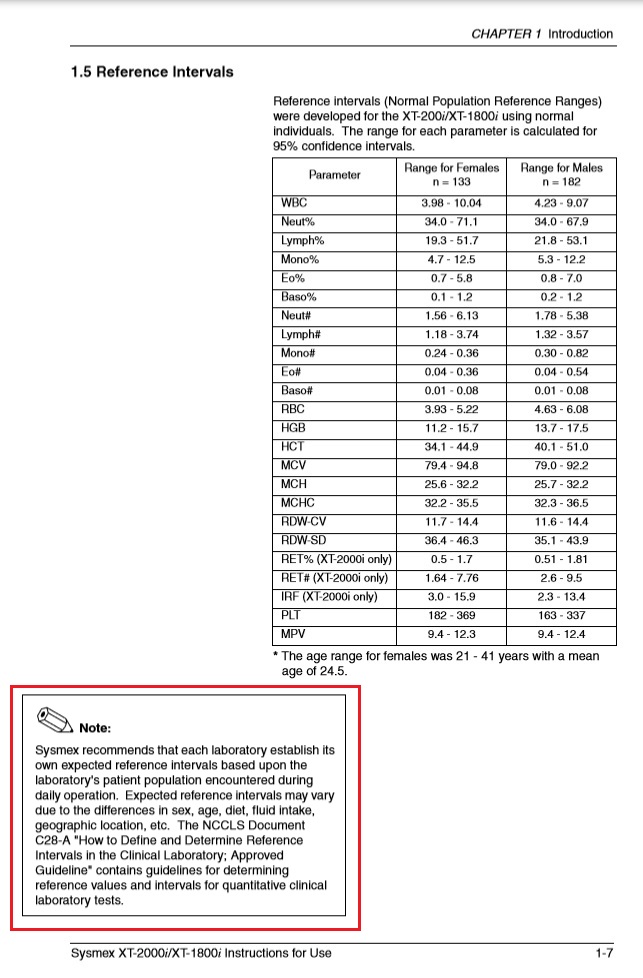 CHAPTER 1 Introduction
1.5 Reference Intervals
Reference intervals (Normal Population Reference Ranges)
were developed for the XT-200i/XT-1800i using normal
individuals. The range for each parameter is calculated for
95% confidence intervals.
Parameter Range for Females n = 133 Range for Males n = 182
WBC 3.98 - 10.04 4.23 - 9.07
Neut% 34.0 - 71.1 34.0 - 67.9
Lymph% 19.3 - 51.7 21.8 - 53.1
Mono% 4.7 - 12.5 5.3 - 12.2
Eo% 0.7 - 5.8 0.8 - 7.0
Baso% 0.1 - 1.2 0.2 - 1.2
Neut# 1.56 - 6.13 1.78 - 5.38
Lymph# 1.18 - 3.74 1.32 - 3.57
Mono# 0.24 - 0.36 0.30 - 0.82
Eo# 0.04 - 0.36 0.04 - 0.54
Baso# 0.01 - 0.08 0.01 - 0.08
RBC 3.93 - 5.22 4.63 - 6.08
HGB 11.2 - 15.7 13.7 - 17.5
HCT 34.1 - 44.9 40.1 - 51.0
MCV 79.4 - 94.8 79.0 - 92.2
MCH 25.6 - 32.2 25.7 - 32.2
MCHC 32.2 - 35.5 32.3 - 36.5
RDW-CV 11.7 - 14.4 11.6 - 14.4
RDW-SD 36.4 - 46.3 35.1 - 43.9
RET% (XT-2000i only) 0.5 - 1.7 0.51 - 1.81
RET# (XT-2000i only) 1.64 - 7.76 2.6 - 9.5
IRF (XT-2000i only) 3.0 - 15.9 2.3 - 13.4
PLT 182 - 369 163 - 337
MPV 9.4 - 12.3 9.4 - 12.4
* The age range for females was 21 - 41 years with a mean
age of 24.5.
Note:
Sysmex recommends that each laboratory establish its
own expected reference intervals based upon the
laboratory's patient population encountered during
daily operation. Expected reference intervals may vary
due to the differences in sex, age, diet, fluid intake,
geographic location, etc. The NCCLS Document
C28-A "How to Define and Determine Reference
Intervals in the Clinical Laboratory; Approved
Guideline" contains guidelines for determining
reference values and intervals for quantitative clinical
laboratory tests.
Sysmex XT-2000i/XT-1800i Instructions for Use 1-7